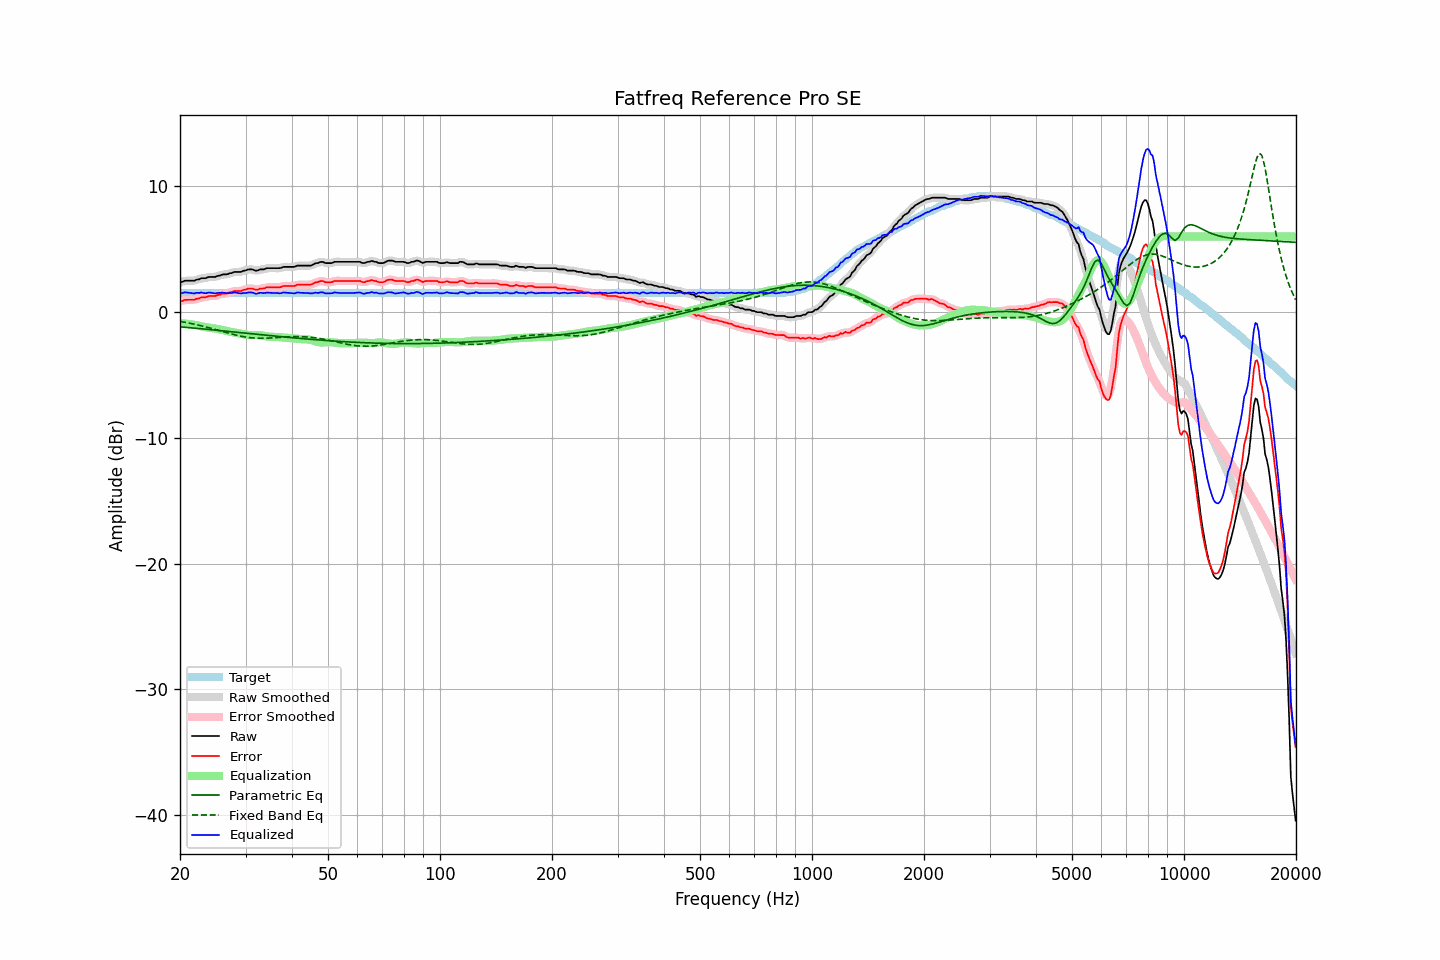 Fatfreq Reference Pro SE
Amplitude (dBr)
10
0
−10
−20
−30
−40
Target
Raw Smoothed
Error Smoothed
Raw
Error
Equalization
Parametric Eq
Fixed Band Eq
Equalized
20 50 100 200 500 1000 2000 5000 10000 20000
Frequency (Hz)